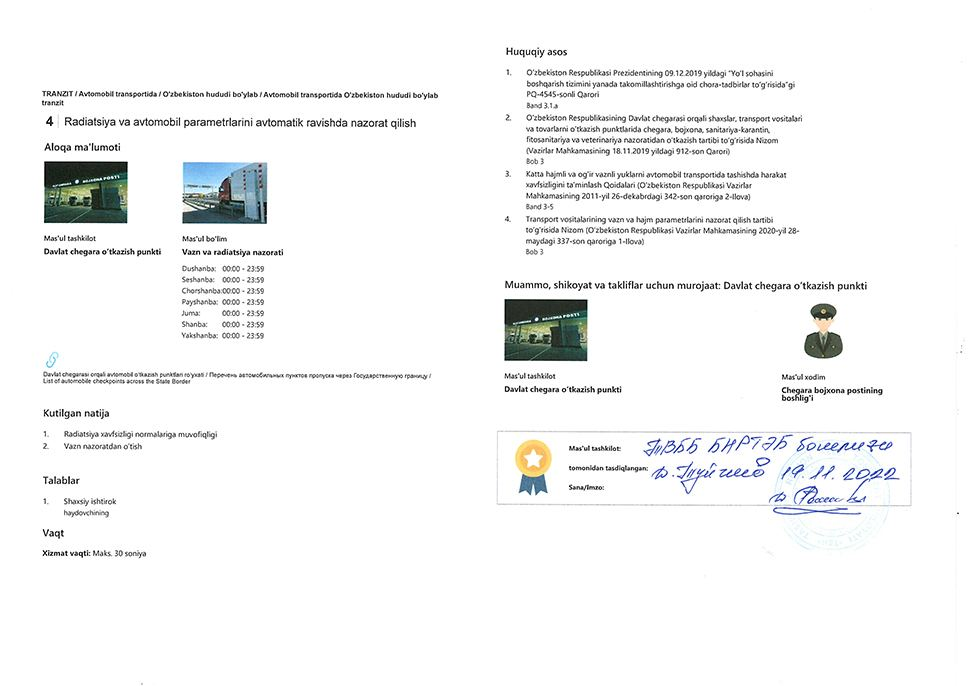 TRANZIT / Avtomobil transportida / O'zbekiston hududi bo'ylab / Avtomobil transportida O'zbekiston hududi bo'ylab
tranzit
4 Radiatsiya va avtomobil parametrlarini avtomatik ravishda nazorat qilish
Aloqa ma'lumoti
BOJXONA POSTI
Mas'ul tashkilot
Davlat chegara o'tkazish punkti
Mas'ul bo'lim
Vazn va radiatsiya nazorati
Dushanba: 00:00 - 23:59
Seshanba: 00:00 - 23:59
Chorshanba:00:00 - 23:59
Payshanba: 00:00 - 23:59
Juma: 00:00 - 23:59
Shanba: 00:00 - 23:59
Yakshanba: 00:00 - 23:59
Davlat chegarasi orqali avtomobil o'tkazish punktlari ro'yxati / Перечень автомобильных пунктов пропуска через Государственную границу /
List of automobile checkpoints across the State Border
Kutilgan natija
1. Radiatsiya xavfsizligi normalariga muvofiqligi
2. Vazn nazoratdan o'tish
Talablar
1. Shaxsiy ishtirok
haydovchining
Vaqt
Xizmat vaqti: Maks. 30 soniya
Huquqiy asos
1. O'zbekiston Respublikasi Prezidentining 09.12.2019 yildagi "Yo'l sohasini
boshqarish tizimini yanada takomillashtirishga oid chora-tadbirlar to'g'risida"gi
PQ-4545-sonli Qarori
Band 3.1.a
2. O'zbekiston Respublikasining Davlat chegarasi orqali shaxslar, transport vositalari
va tovarlarni o'tkazish punktlarida chegara, bojxona, sanitariya-karantin,
fitosanitariya va veterinariya nazoratidan o'tkazish tartibi to'g'risida Nizom
(Vazirlar Mahkamasining 18.11.2019 yildagi 912-son Qarori)
Bob 3
3. Katta hajmli va og'ir vaznli yuklarni avtomobil transportida tashishda harakat
xavfsizligini ta'minlash Qoidalari (O'zbekiston Respublikasi Vazirlar
Mahkamasining 2011-yil 26-dekabrdagi 342-son qaroriga 2-Ilova)
Band 3-5
4. Transport vositalarining vazn va hajm parametrlarini nazorat qilish tartibi
to'g'risida Nizom (O'zbekiston Respublikasi Vazirlar Mahkamasining 2020-yil 28-
maydagi 337-son qaroriga 1-Ilova)
Bob 3
Muammo, shikoyat va takliflar uchun murojaat: Davlat chegara o'tkazish punkti
BOJXONA POSTI
Mas'ul tashkilot
Davlat chegara o'tkazish punkti
Mas'ul xodim
Chegara bojxona postining
boshlig'i
Mas'ul tashkilot:
tomonidan tasdiqlangan: 19.11.2022
Sana/Imzo: